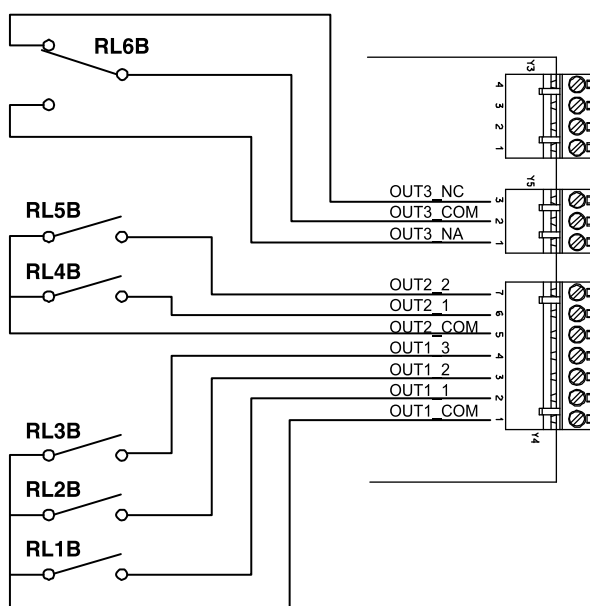 RL6B
Y3
4
3
2
1
OUT3_NC
3
Y5
OUT3_COM
2
OUT3_NA
1
RL5B
RL4B
OUT2_2
7
OUT2_1
6
OUT2_COM
5
OUT1_3
4
OUT1_2
3
OUT1_1
2
OUT1_COM
1
Y4
RL3B
RL2B
RL1B